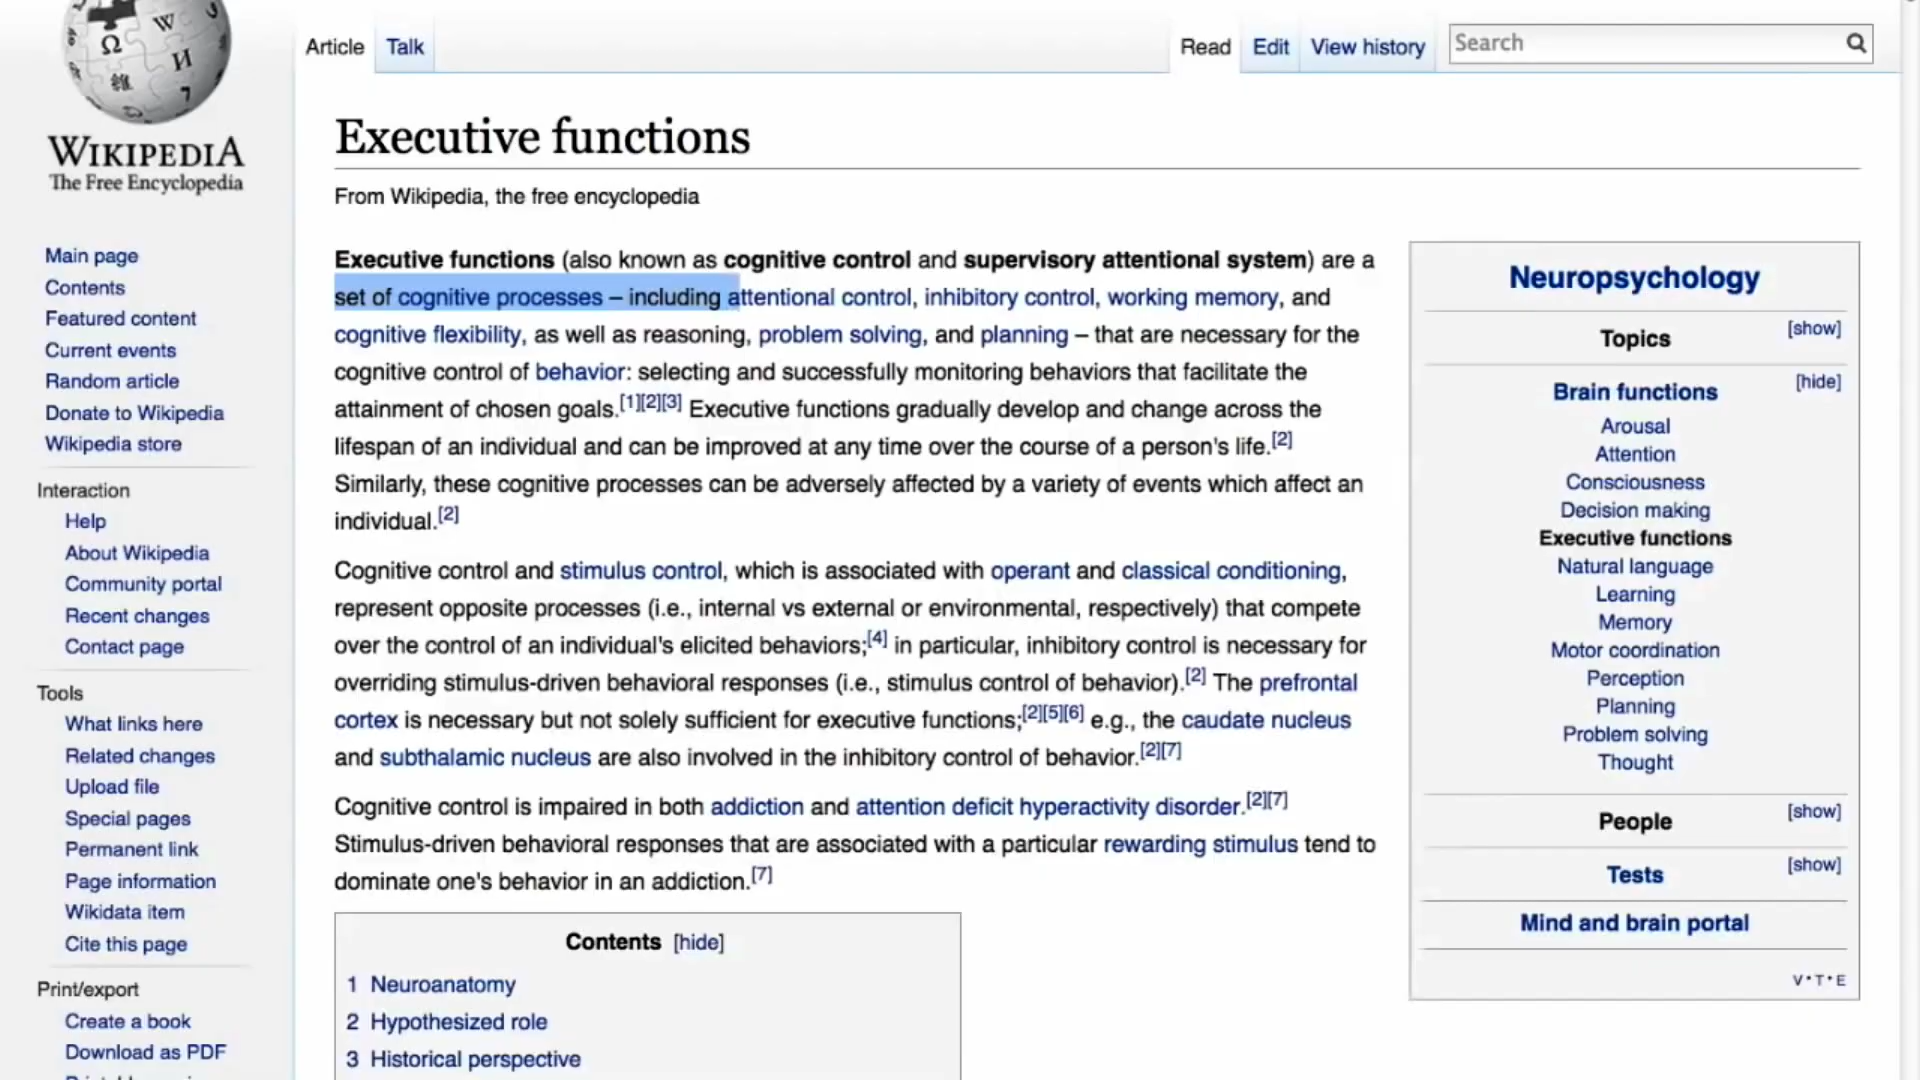 Article Talk Read Edit View history Search
WIKIPEDIA
The Free Encyclopedia
Main page
Contents
Featured content
Current events
Random article
Donate to Wikipedia
Wikipedia store
Interaction
Help
About Wikipedia
Community portal
Recent changes
Contact page
Tools
What links here
Related changes
Upload file
Special pages
Permanent link
Page information
Wikidata item
Cite this page
Print/export
Create a book
Download as PDF
Executive functions
From Wikipedia, the free encyclopedia
Executive functions (also known as cognitive control and supervisory attentional system) are a
set of cognitive processes – including attentional control, inhibitory control, working memory, and
cognitive flexibility, as well as reasoning, problem solving, and planning – that are necessary for the
cognitive control of behavior: selecting and successfully monitoring behaviors that facilitate the
attainment of chosen goals.[1][2][3] Executive functions gradually develop and change across the
lifespan of an individual and can be improved at any time over the course of a person's life.[2]
Similarly, these cognitive processes can be adversely affected by a variety of events which affect an
individual.[2]
Cognitive control and stimulus control, which is associated with operant and classical conditioning,
represent opposite processes (i.e., internal vs external or environmental, respectively) that compete
over the control of an individual's elicited behaviors;[4] in particular, inhibitory control is necessary for
overriding stimulus-driven behavioral responses (i.e., stimulus control of behavior).[2] The prefrontal
cortex is necessary but not solely sufficient for executive functions;[2][5][6] e.g., the caudate nucleus
and subthalamic nucleus are also involved in the inhibitory control of behavior.[2][7]
Cognitive control is impaired in both addiction and attention deficit hyperactivity disorder.[2][7]
Stimulus-driven behavioral responses that are associated with a particular rewarding stimulus tend to
dominate one's behavior in an addiction.[7]
Contents [hide]
1 Neuroanatomy
2 Hypothesized role
3 Historical perspective
Neuropsychology
Topics [show]
Brain functions [hide]
Arousal
Attention
Consciousness
Decision making
Executive functions
Natural language
Learning
Memory
Motor coordination
Perception
Planning
Problem solving
Thought
People [show]
Tests [show]
Mind and brain portal
V·T·E